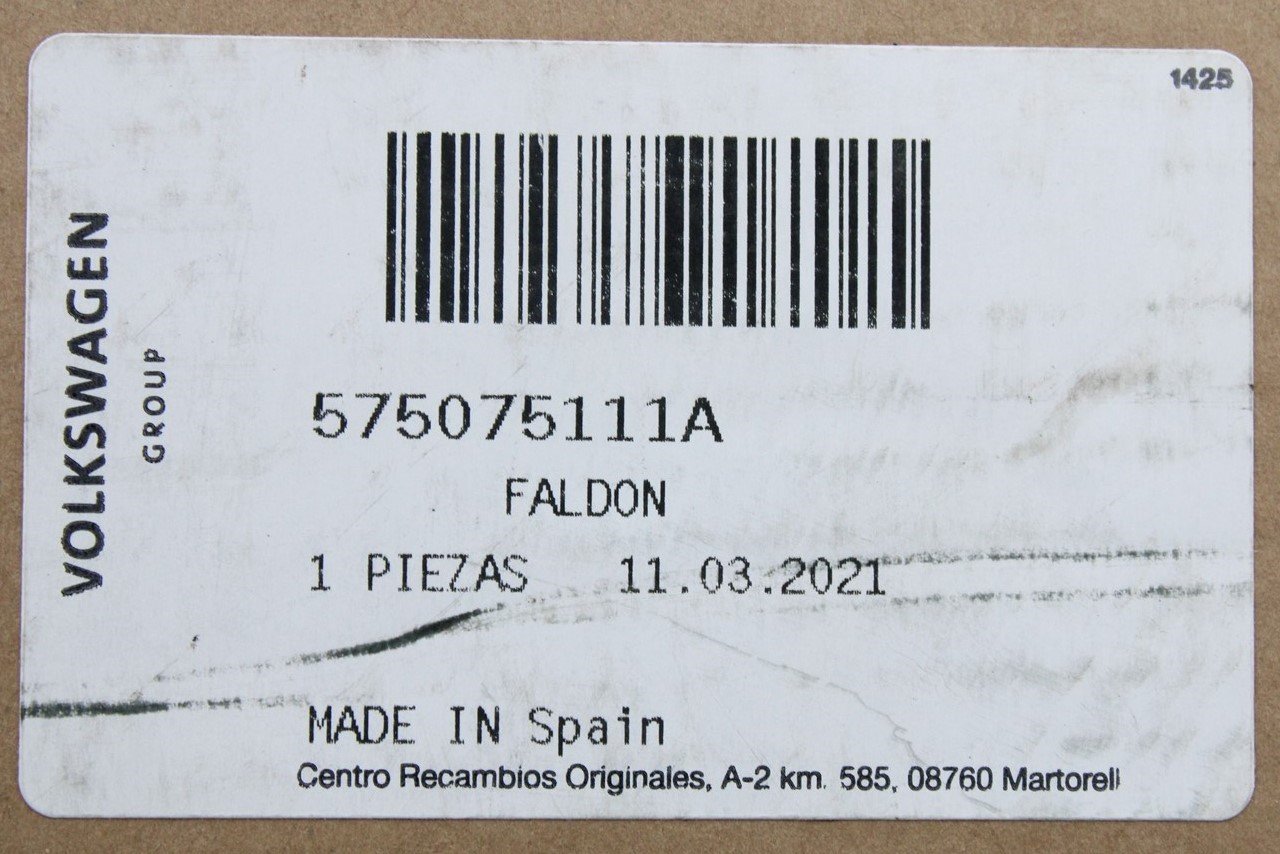 1425
VOLKSWAGEN
GROUP
575075111A
FALDON
1 PIEZAS 11.03.2021
MADE IN Spain
Centro Recambios Originales, A-2 km. 585, 08760 Martorell